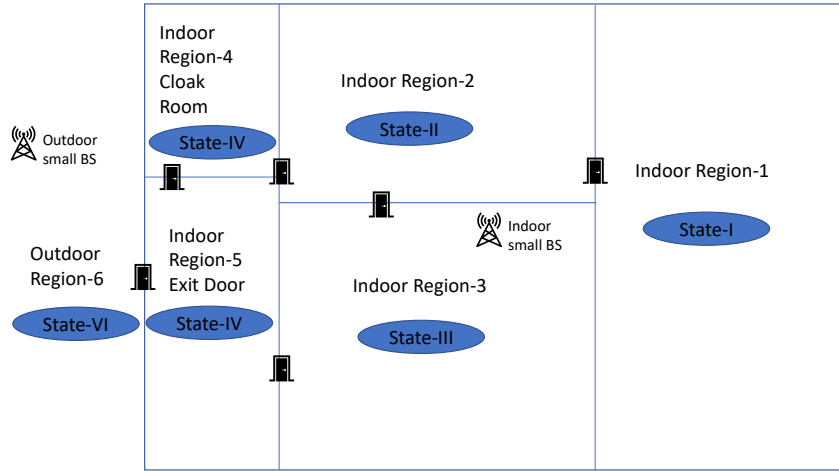 Indoor
Region-4
Cloak
Room
State-IV
Indoor Region-2
State-II
Outdoor
small BS
Indoor Region-1
State-I
Indoor
small BS
Outdoor
Region-6
State-VI
Indoor
Region-5
Exit Door
State-IV
Indoor Region-3
State-III